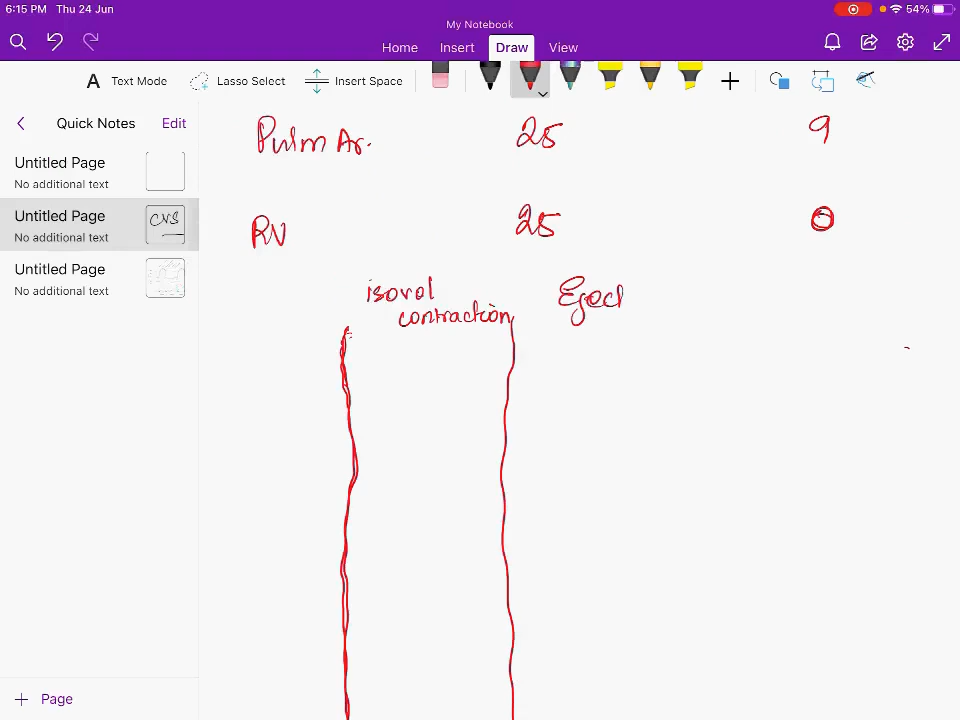 6:15 PM Thu 24 Jun
54%
My Notebook
Home Insert Draw View
Text Mode Lasso Select Insert Space
Quick Notes Edit
Untitled Page
No additional text
Untitled Page
No additional text
CVS
Untitled Page
No additional text
Page
Pulm Ar. 25 9
RV 25 0
isovol
contraction
Eject